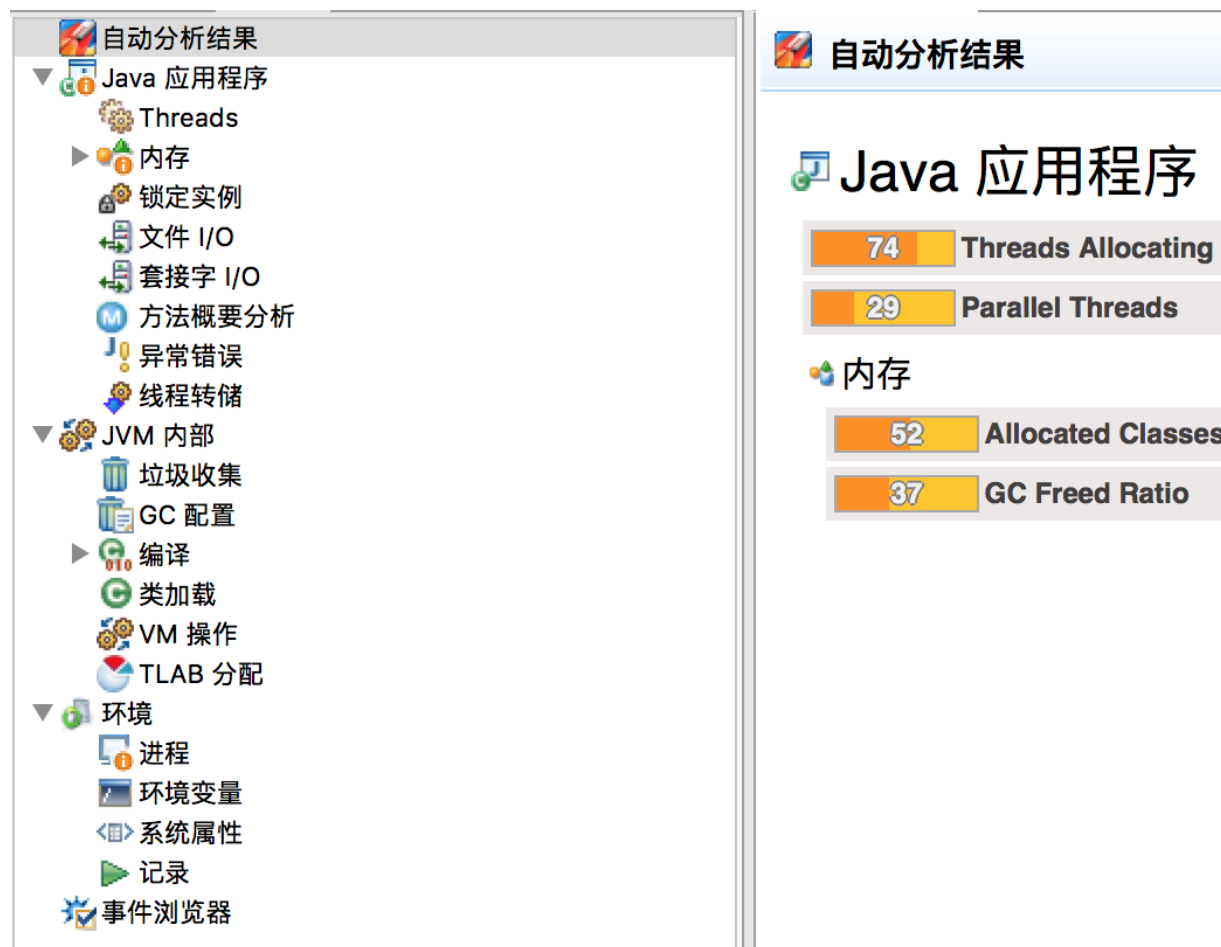 自动分析结果
Java 应用程序
Threads
内存
锁定实例
文件 I/O
套接字 I/O
方法概要分析
异常错误
线程转储
JVM 内部
垃圾收集
GC 配置
编译
类加载
VM 操作
TLAB 分配
环境
进程
环境变量
系统属性
记录
事件浏览器
自动分析结果
Java 应用程序
74 Threads Allocating
29 Parallel Threads
内存
52 Allocated Classes
37 GC Freed Ratio